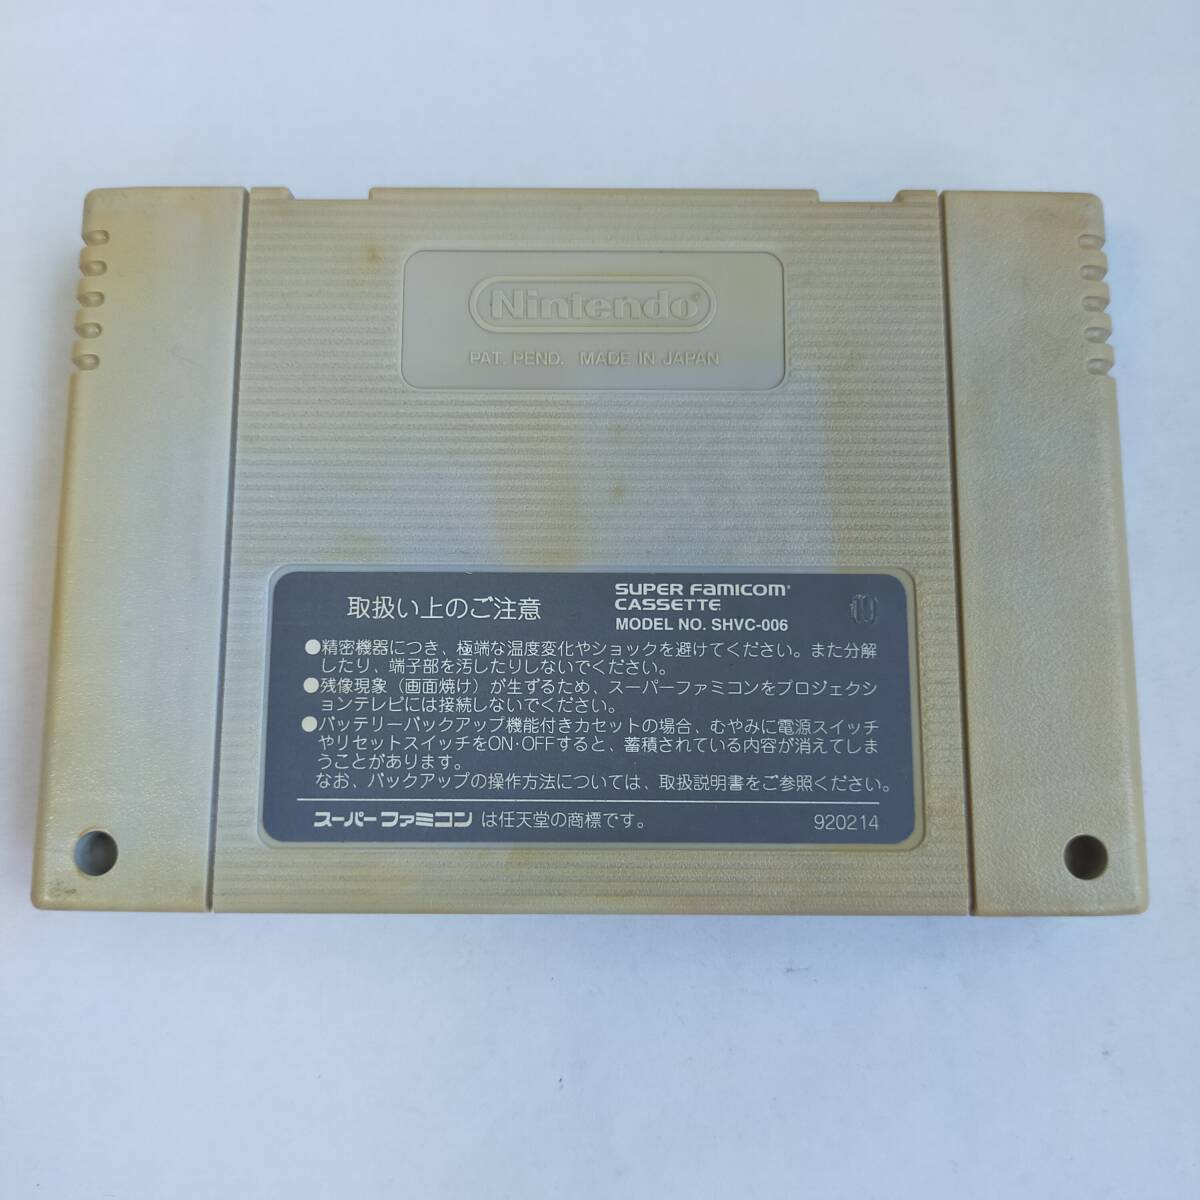 Nintendo®
PAT. PEND. MADE IN JAPAN
取扱い上のご注意
SUPER FAMICOM®
CASSETTE
MODEL NO. SHVC-006
●精密機器につき、極端な温度変化やショックを避けてください。また分解
したり、端子部を汚したりしないでください。
●残像現象（画面焼け）が生ずるため、スーパーファミコンをプロジェクシ
ョンテレビには接続しないでください。
●バッテリーバックアップ機能付きカセットの場合、むやみに電源スイッチ
やリセットスイッチをON・OFFすると、蓄積されている内容が消えてしま
うことがあります。
なお、バックアップの操作方法については、取扱説明書をご参照ください。
スーパーファミコン は任天堂の商標です。
920214